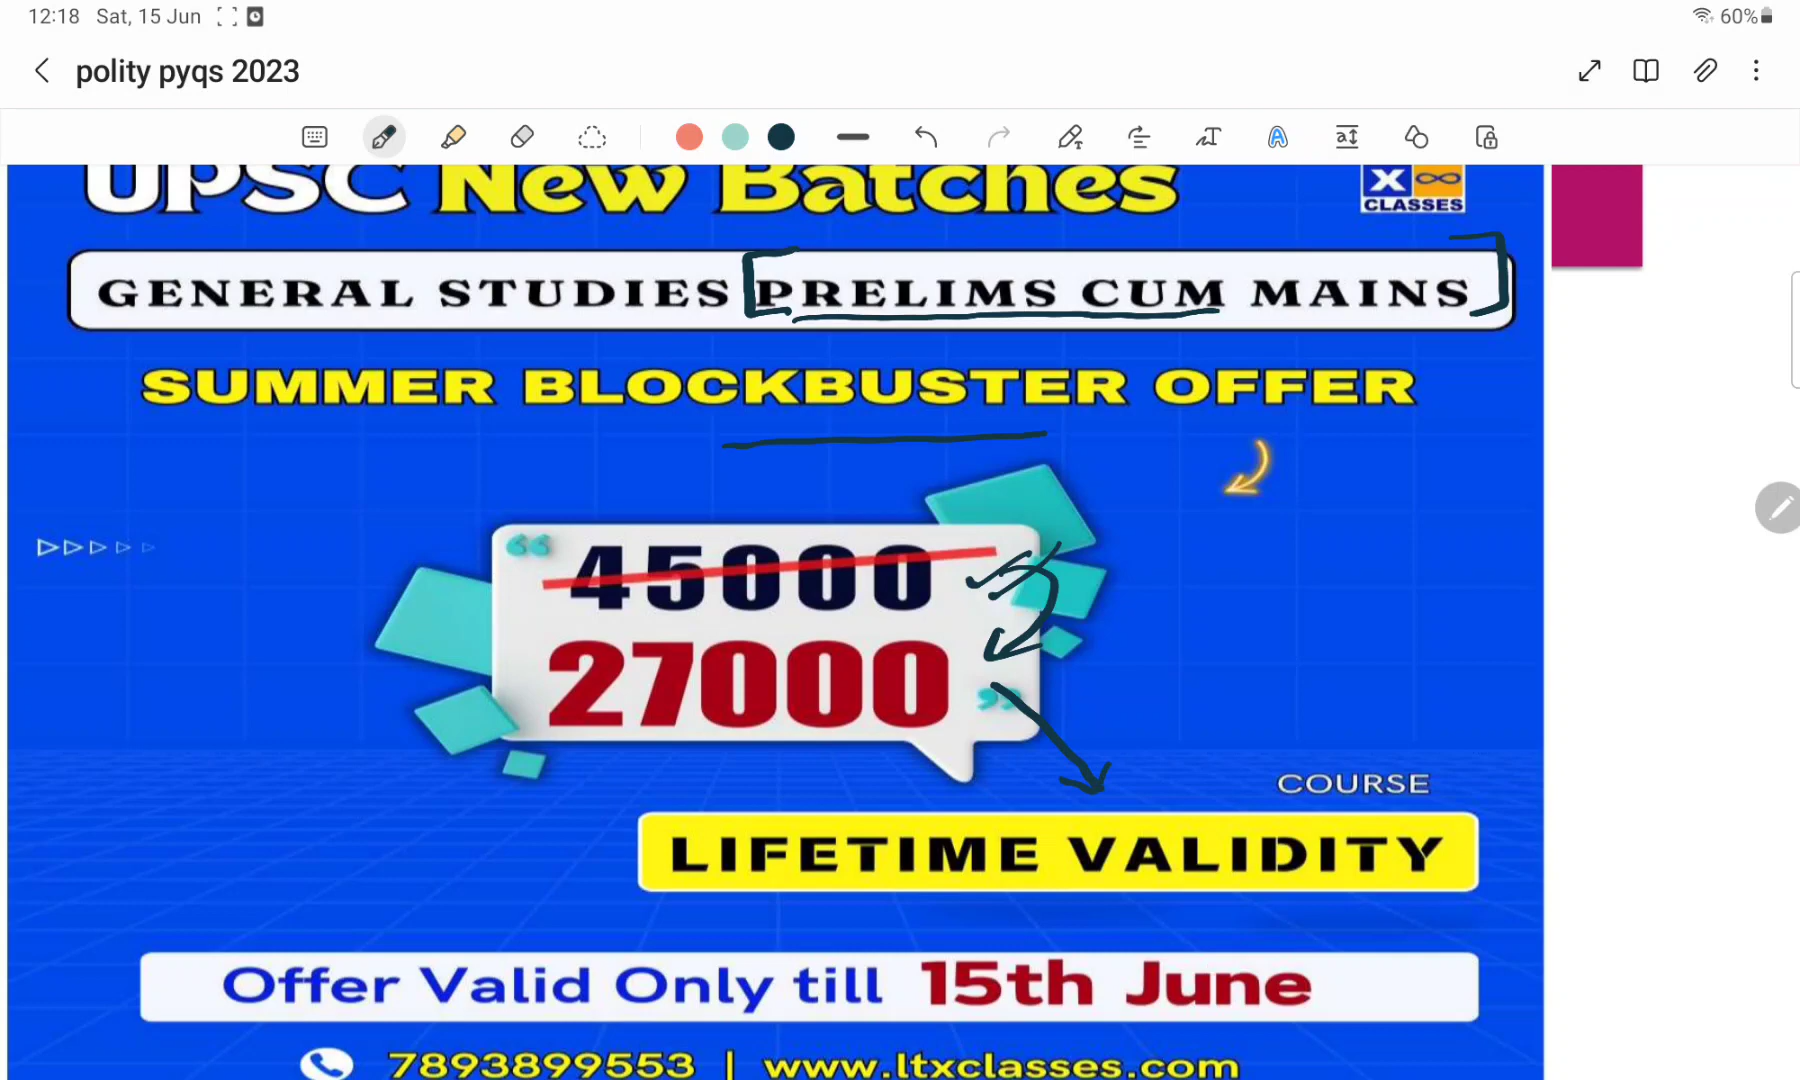 12:18 Sat, 15 Jun
60%
polity pyqs 2023
UPSC New Batches
X ∞
CLASSES
GENERAL STUDIES PRELIMS CUM MAINS
SUMMER BLOCKBUSTER OFFER
“ 45000
27000 ”
COURSE
LIFETIME VALIDITY
Offer Valid Only till 15th June
7893899553 | www.ltxclasses.com